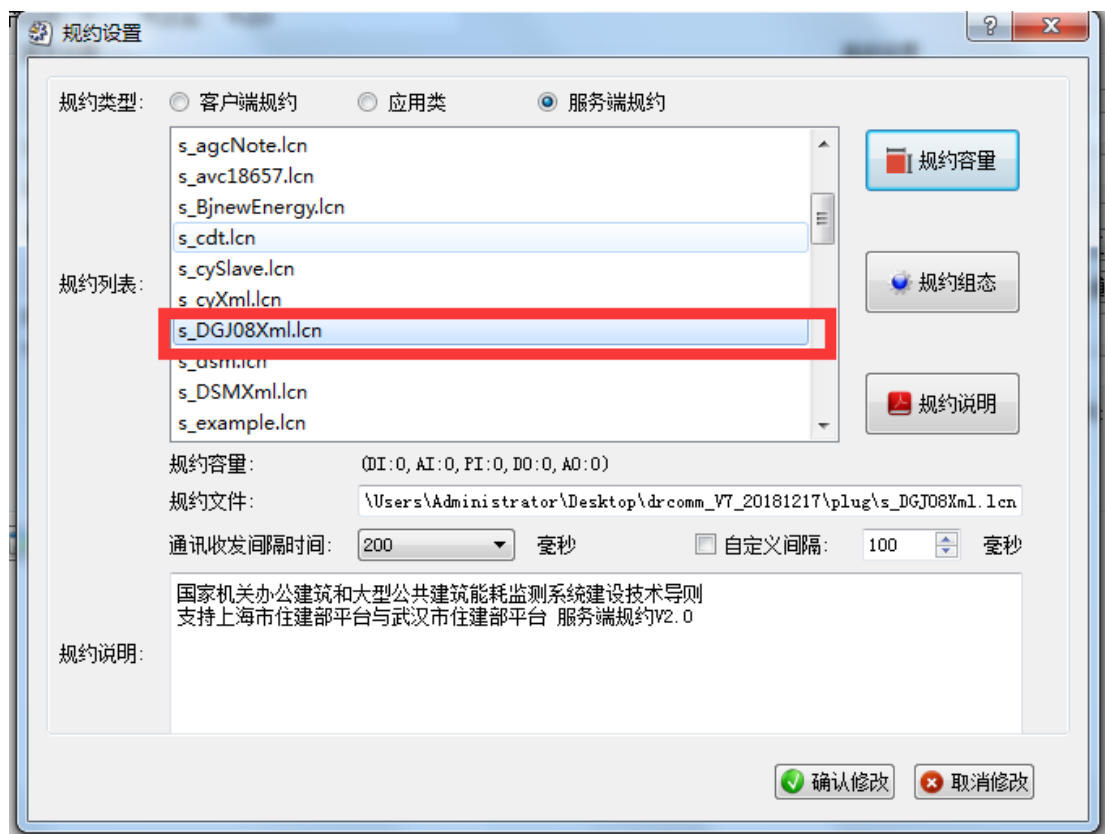 规约设置
规约类型:
客户端规约
应用类
服务端规约
规约列表:
s_agcNote.lcn
s_avc18657.lcn
s_BjnewEnergy.lcn
s_cdt.lcn
s_cySlave.lcn
s_cyXml.lcn
s_DGJ08Xml.lcn
s_dsm.lcn
s_DSMXml.lcn
s_example.lcn
规约容量
规约组态
规约说明
规约容量: (DI:0,AI:0,PI:0,DO:0,AO:0)
规约文件: \Users\Administrator\Desktop\drcomm_V7_20181217\plug\s_DGJ08Xml.lcn
通讯收发间隔时间: 200 毫秒 自定义间隔: 100 毫秒
规约说明:
国家机关办公建筑和大型公共建筑能耗监测系统建设技术导则
支持上海市住建部平台与武汉市住建部平台 服务端规约V2.0
确认修改
取消修改